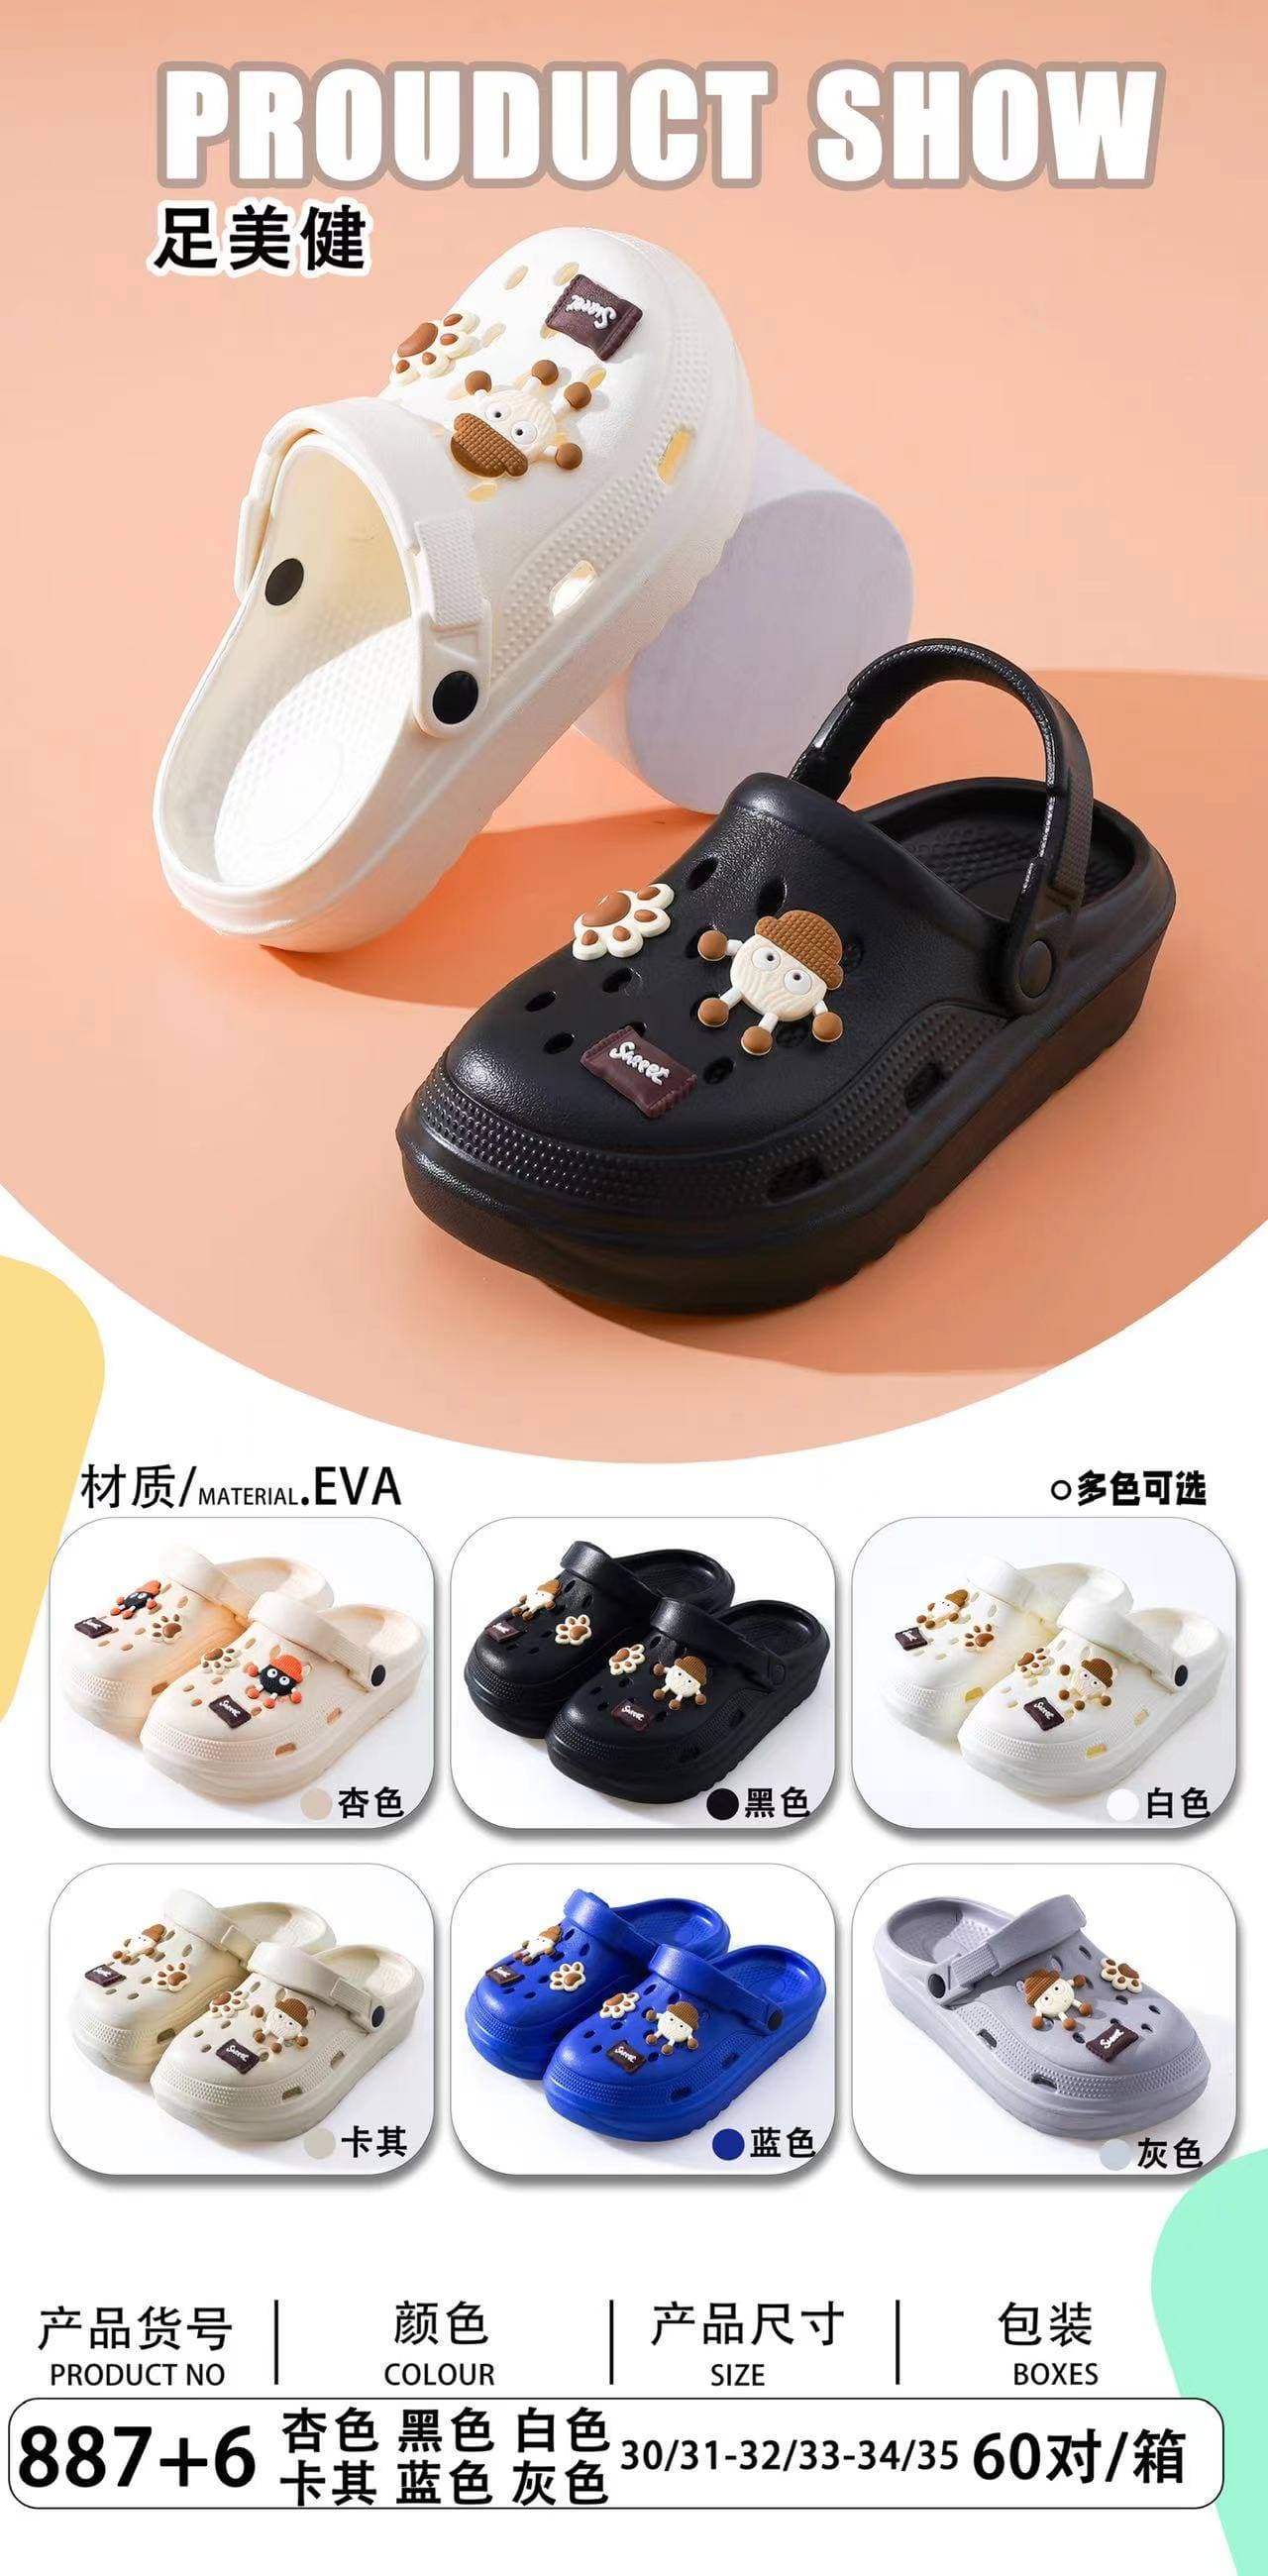 PROUDUCT SHOW
足美健
Sweet
Sweet
材质/MATERIAL.EVA
多色可选
杏色
黑色
白色
卡其
蓝色
灰色
产品货号
颜色
产品尺寸
包装
PRODUCT NO
COLOUR
SIZE
BOXES
887+6
杏色 黑色 白色
卡其 蓝色 灰色
30/31-32/33-34/35
60对/箱